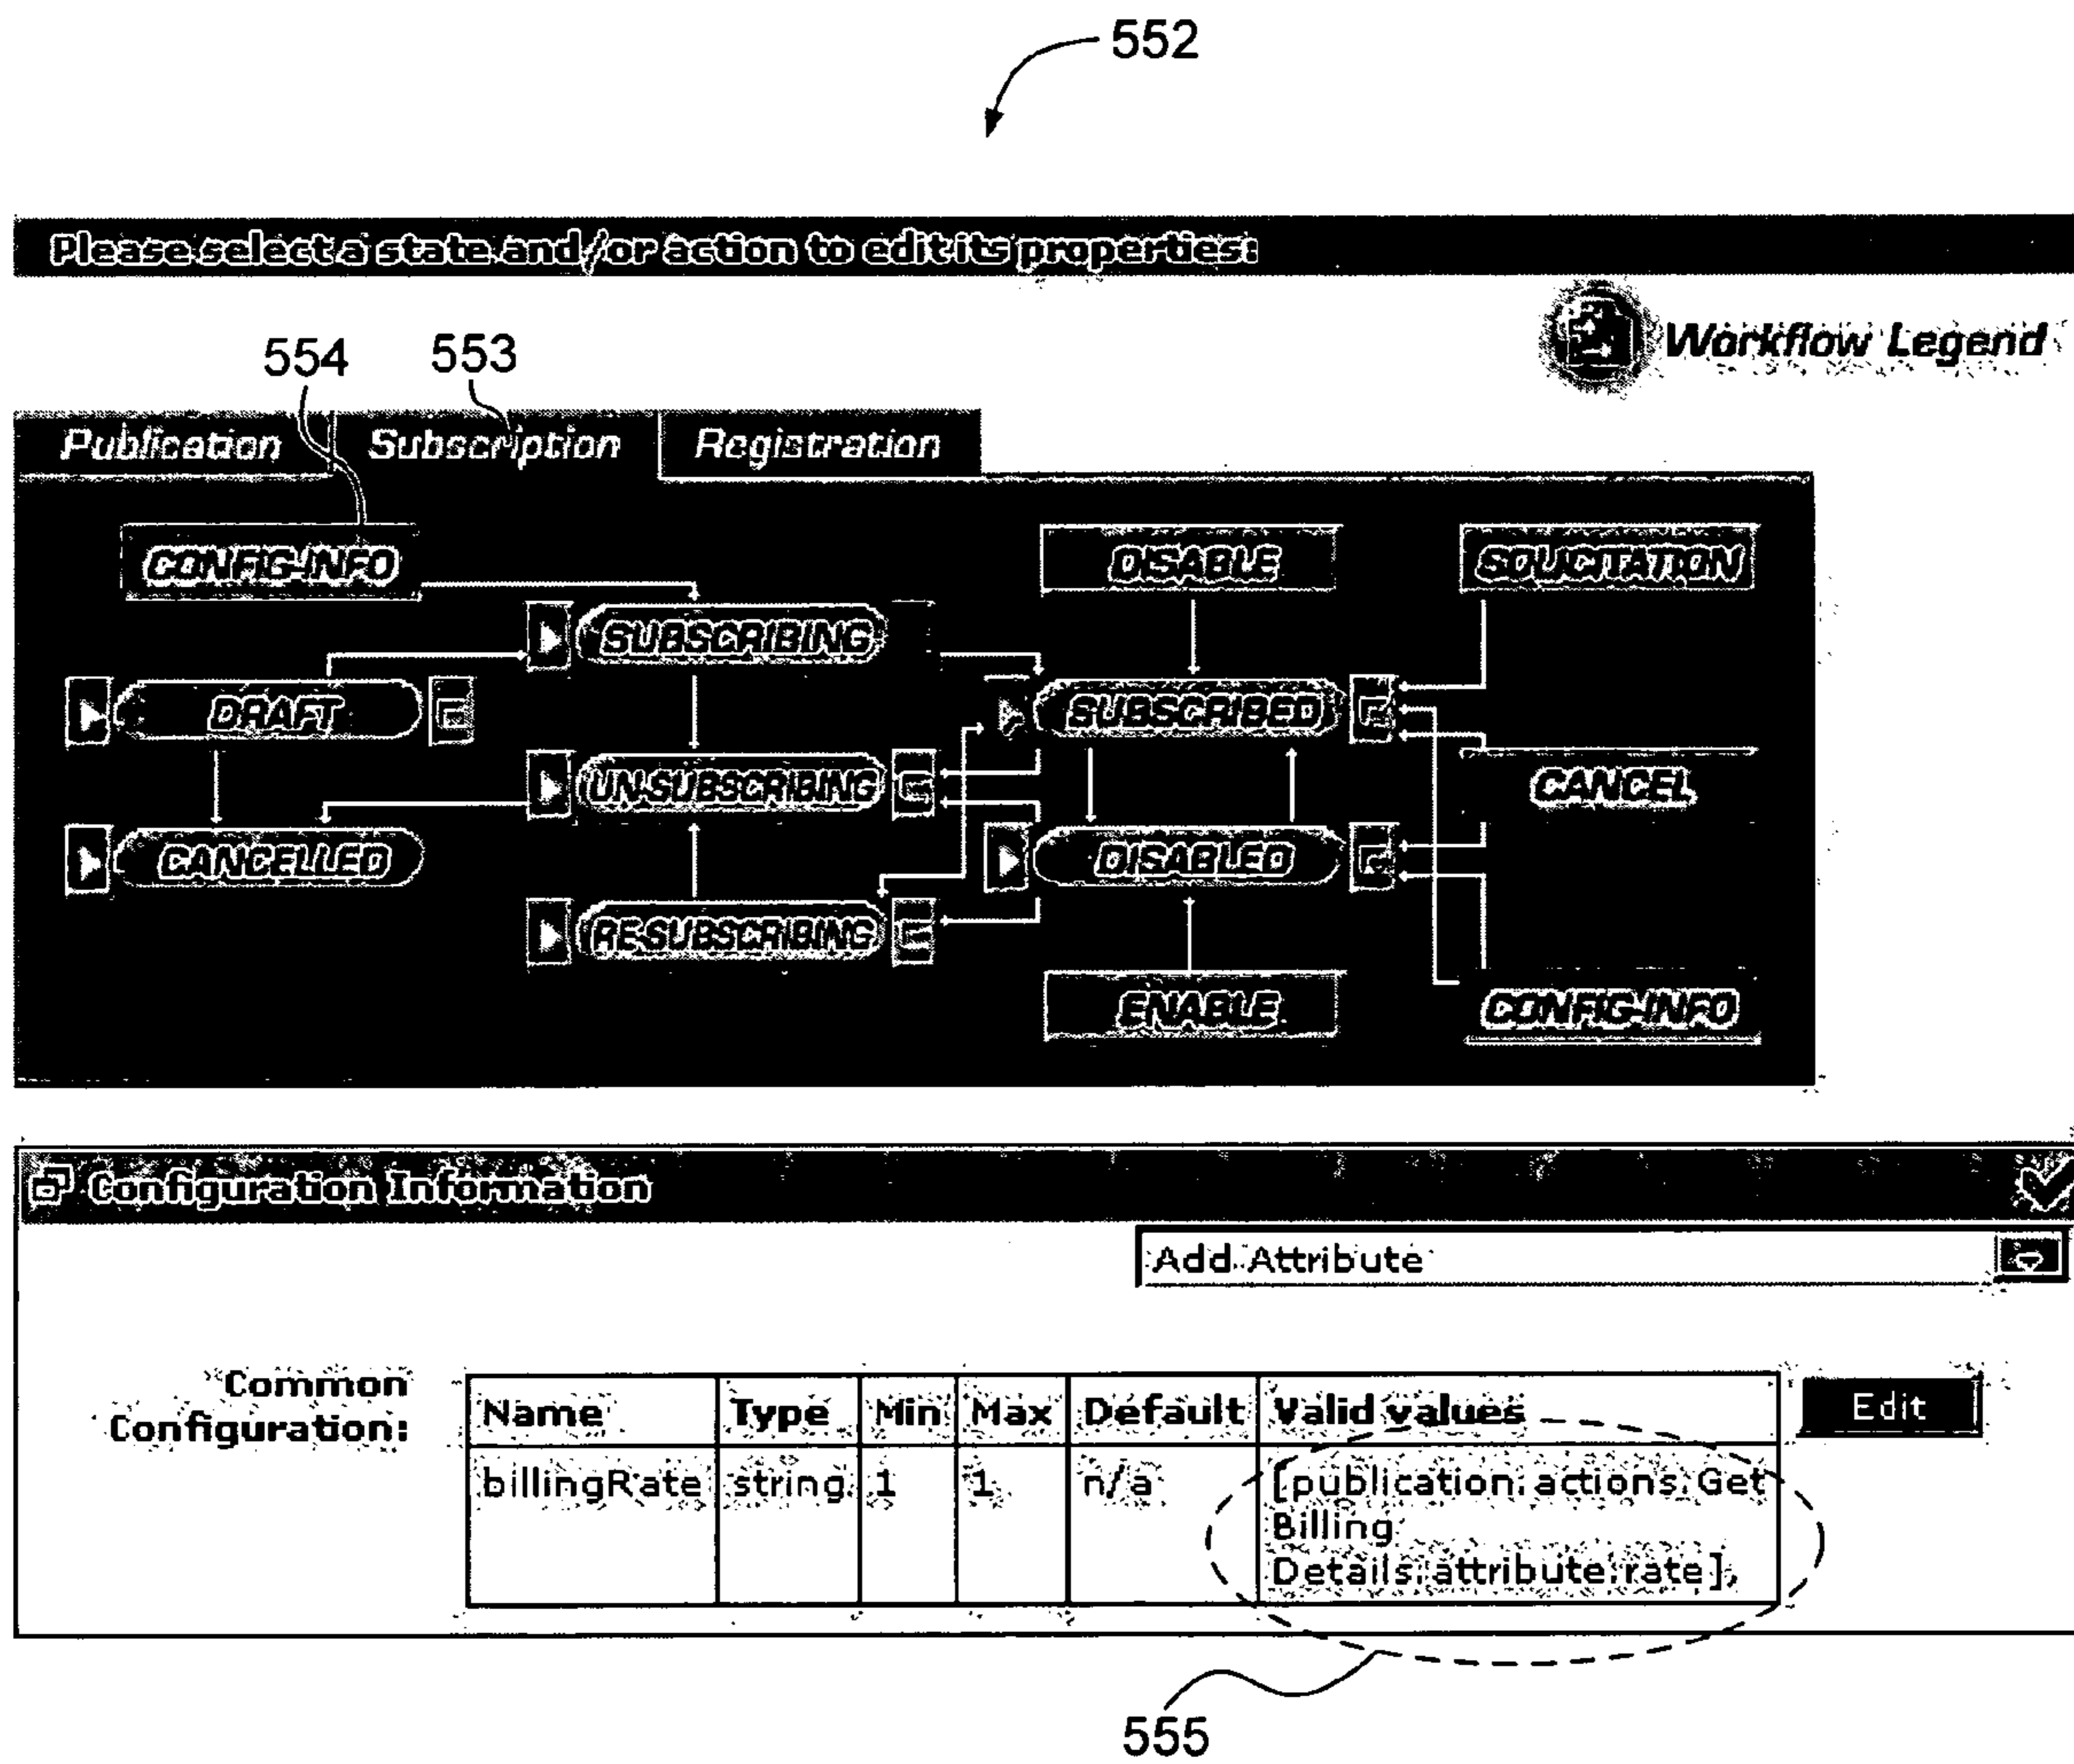 552
Please select a state and/or action to edit its properties:
Workflow Legend
554
553
Publication
Subscription
Registration
CONFIG-INFO
DISABLE
SOLICITATION
SUBSCRIBING
DRAFT
SUBSCRIBED
UN-SUBSCRIBING
CANCEL
CANCELLED
DISABLED
RE-SUBSCRIBING
ENABLE
CONFIG-INFO
Configuration Information
Add Attribute
Common
Configuration:
Name Type Min Max Default Valid values
Edit
billingRate string 1 1 n/a [publication.actions.Get
Billing
Details.attribute.rate],
555